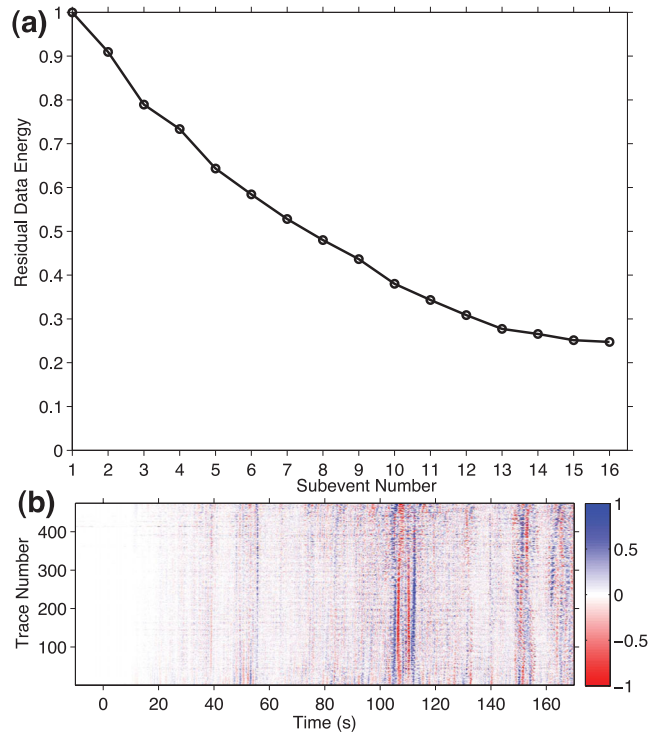 (a)
Residual Data Energy
1
0.9
0.8
0.7
0.6
0.5
0.4
0.3
0.2
0.1
0
1 2 3 4 5 6 7 8 9 10 11 12 13 14 15 16
Subevent Number
(b)
Trace Number
400
300
200
100
0 20 40 60 80 100 120 140 160
Time (s)
1
0.5
0
−0.5
−1